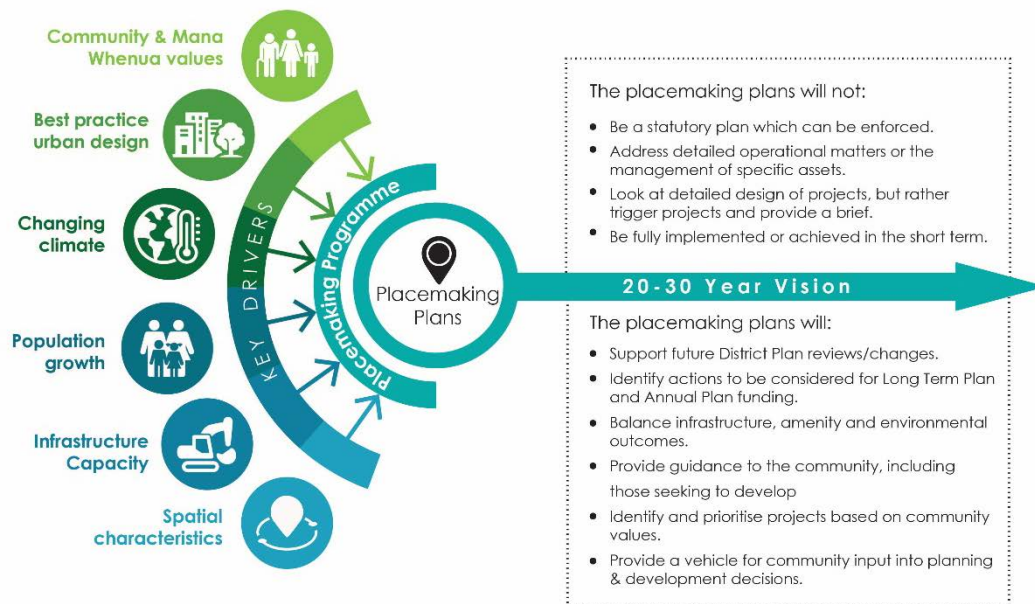 Community & Mana
Whenua values
Best practice
urban design
Changing
climate
Population
growth
Infrastructure
Capacity
Spatial
characteristics
KEY DRIVERS
Placemaking Programme
Placemaking
Plans
20-30 Year Vision
The placemaking plans will not:
• Be a statutory plan which can be enforced.
• Address detailed operational matters or the
management of specific assets.
• Look at detailed design of projects, but rather
trigger projects and provide a brief.
• Be fully implemented or achieved in the short term.
The placemaking plans will:
• Support future District Plan reviews/changes.
• Identify actions to be considered for Long Term Plan
and Annual Plan funding.
• Balance infrastructure, amenity and environmental
outcomes.
• Provide guidance to the community, including
those seeking to develop
• Identify and prioritise projects based on community
values.
• Provide a vehicle for community input into planning
& development decisions.